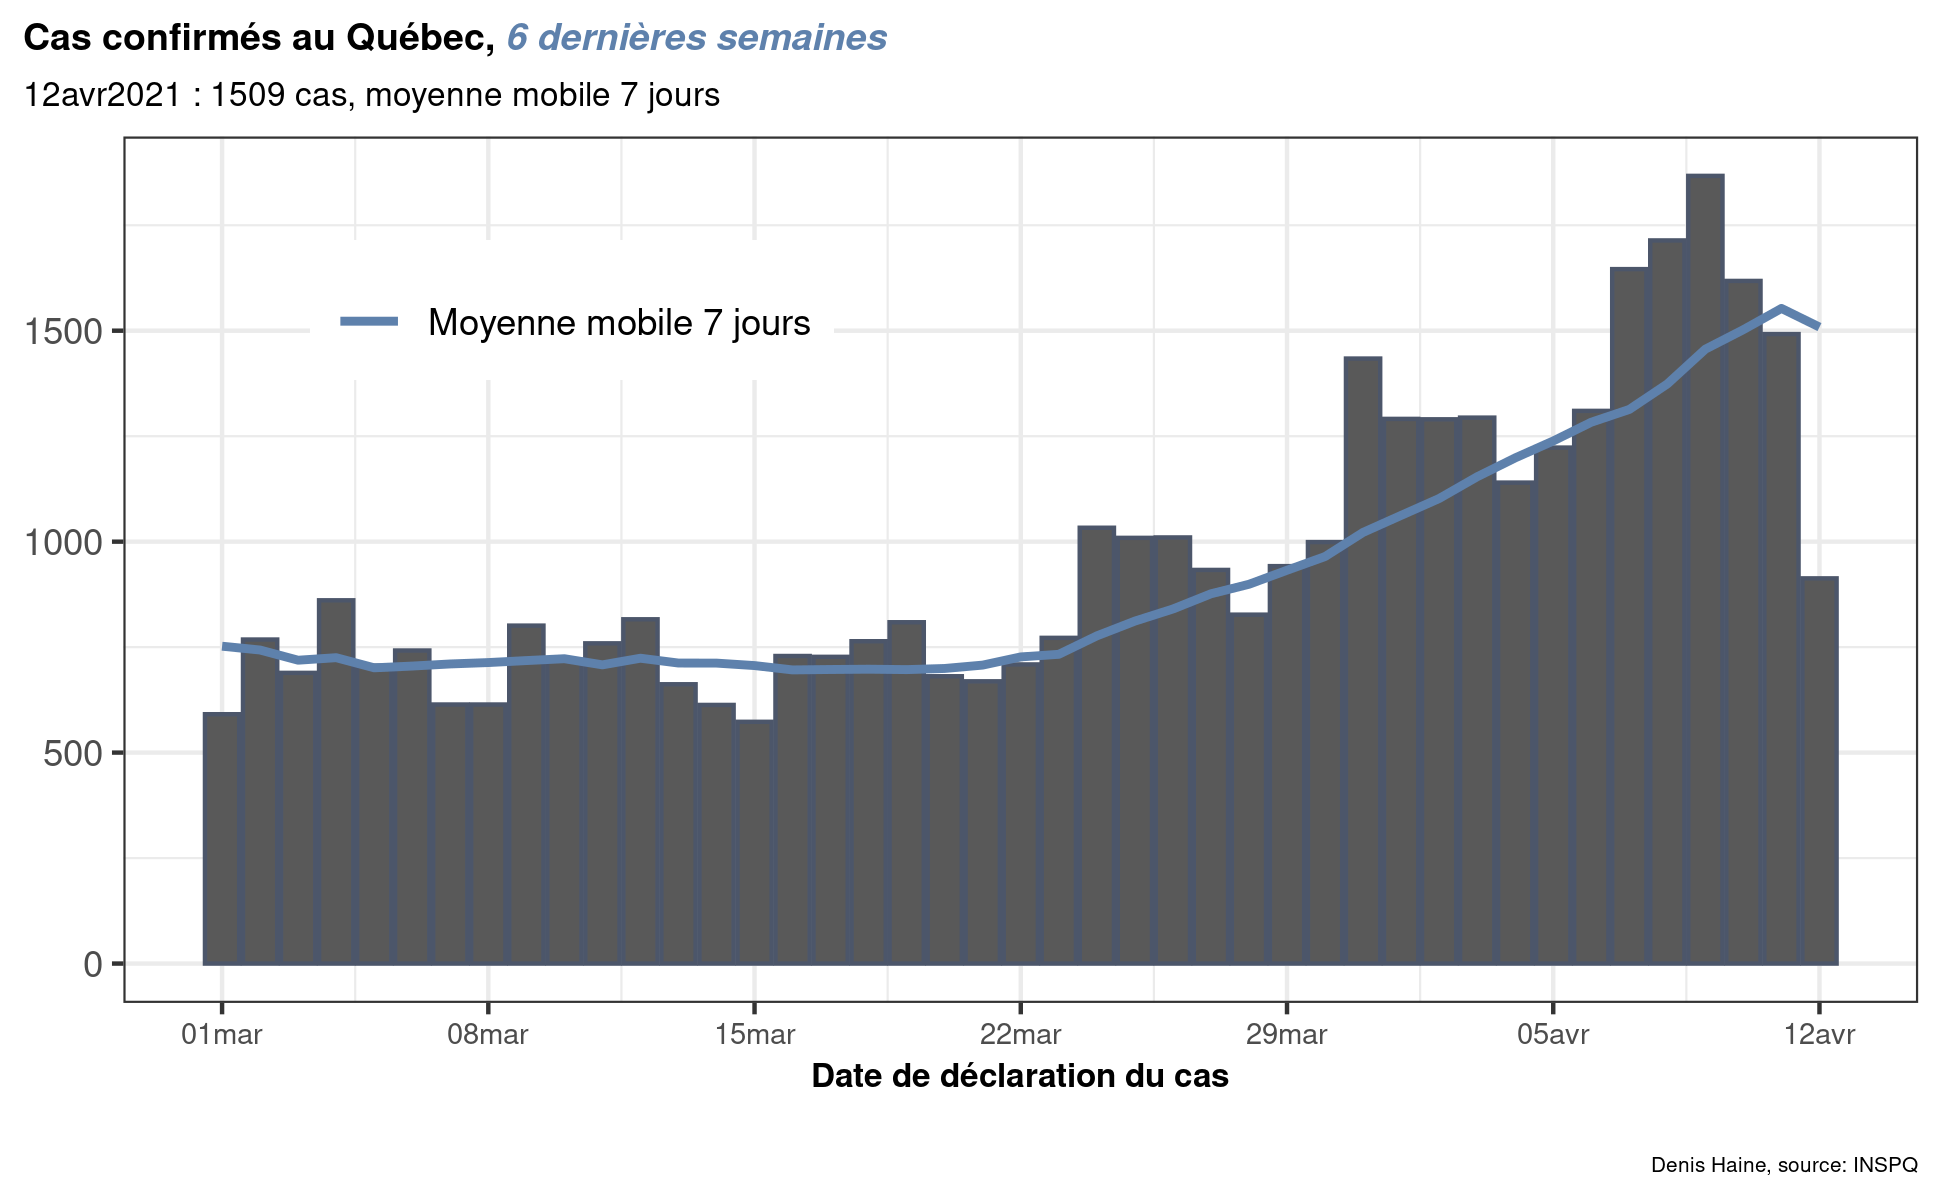 Cas confirmés au Québec, 6 dernières semaines
12avr2021 : 1509 cas, moyenne mobile 7 jours
Moyenne mobile 7 jours
1500
1000
500
0
01mar 08mar 15mar 22mar 29mar 05avr 12avr
Date de déclaration du cas
Denis Haine, source: INSPQ